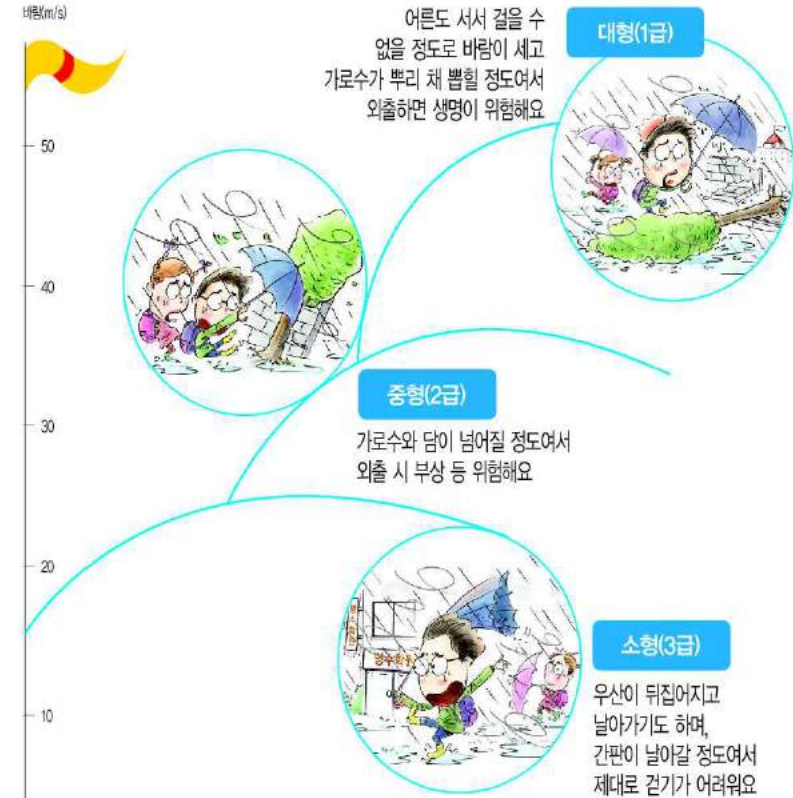 바람(m/s)
어른도 서서 걸을 수
없을 정도로 바람이 세고
가로수가 뿌리 채 뽑힐 정도여서
외출하면 생명이 위험해요
대형(1급)
50
40
중형(2급)
가로수와 담이 넘어질 정도여서
외출 시 부상 등 위험해요
30
20
소형(3급)
우산이 뒤집어지고
날아가기도 하며,
간판이 날아갈 정도여서
제대로 걷기가 어려워요
10